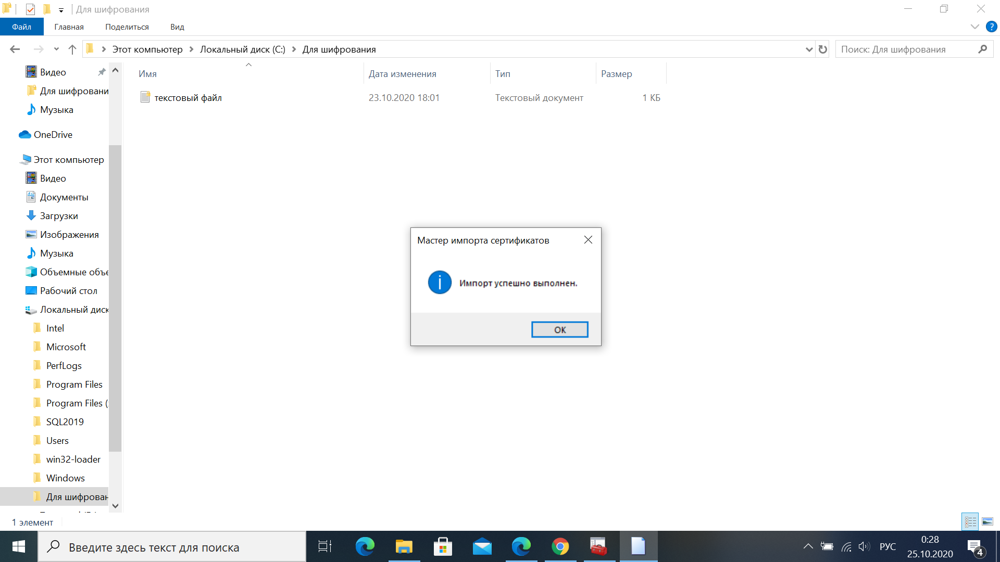 Для шифрования
Файл
Главная
Поделиться
Вид
?
Этот компьютер
Локальный диск (C:)
Для шифрования
Поиск: Для шифрования
Видео
Для шифровани
Музыка
OneDrive
Этот компьютер
Видео
Документы
Загрузки
Изображения
Музыка
Объемные объе
Рабочий стол
Локальный диск
Intel
Microsoft
PerfLogs
Program Files
Program Files (
SQL2019
Users
win32-loader
Windows
Для шифрован
Имя
Дата изменения
Тип
Размер
текстовый файл
23.10.2020 18:01
Текстовый документ
1 КБ
Мастер импорта сертификатов
Импорт успешно выполнен.
ОК
1 элемент
Введите здесь текст для поиска
РУС
0:28
25.10.2020
4